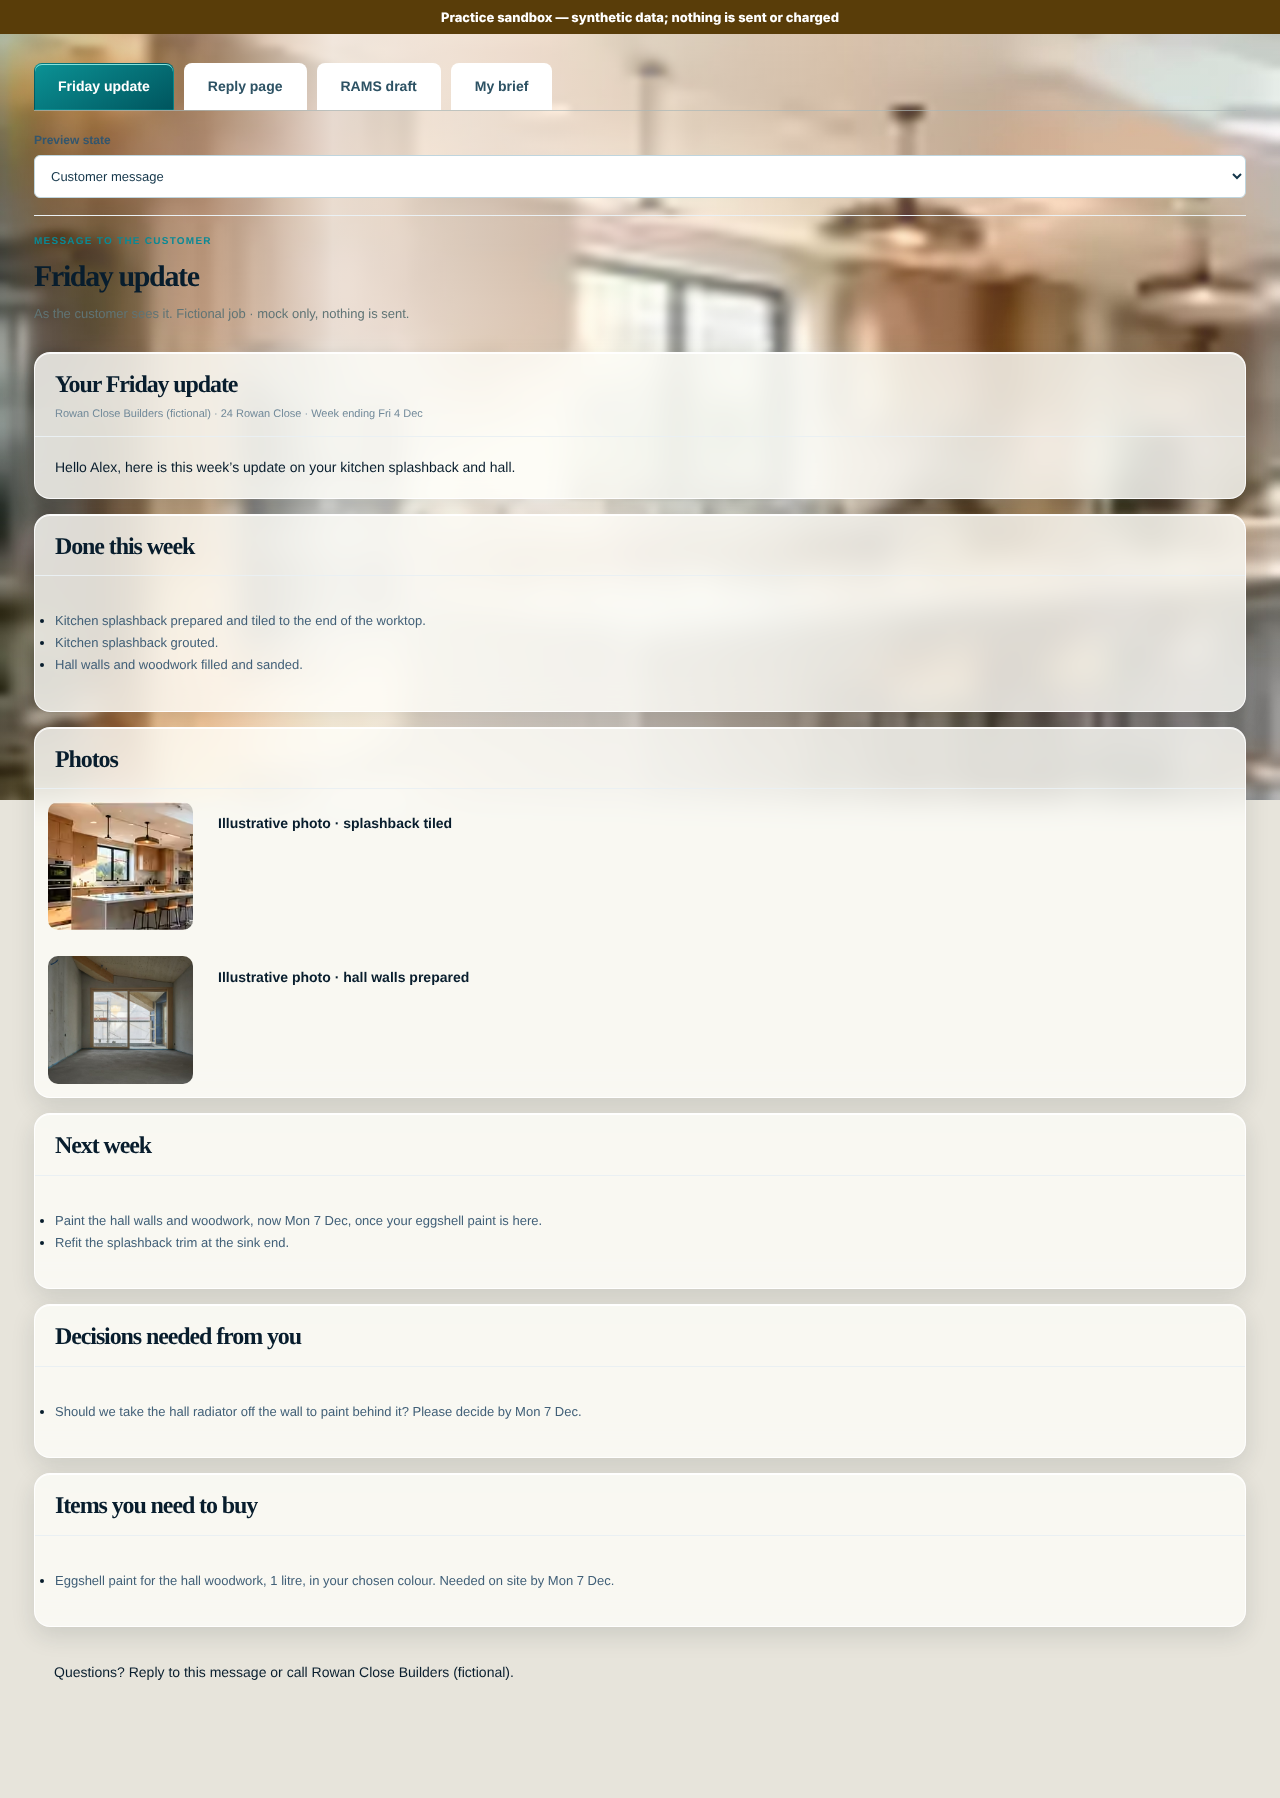 Practice sandbox — synthetic data; nothing is sent or charged
Friday update
Reply page
RAMS draft
My brief
Preview state
Customer message
MESSAGE TO THE CUSTOMER
Friday update
As the customer sees it. Fictional job · mock only, nothing is sent.
Your Friday update
Rowan Close Builders (fictional) · 24 Rowan Close · Week ending Fri 4 Dec
Hello Alex, here is this week’s update on your kitchen splashback and hall.
Done this week
Kitchen splashback prepared and tiled to the end of the worktop.
Kitchen splashback grouted.
Hall walls and woodwork filled and sanded.
Photos
Illustrative photo · splashback tiled
Illustrative photo · hall walls prepared
Next week
Paint the hall walls and woodwork, now Mon 7 Dec, once your eggshell paint is here.
Refit the splashback trim at the sink end.
Decisions needed from you
Should we take the hall radiator off the wall to paint behind it? Please decide by Mon 7 Dec.
Items you need to buy
Eggshell paint for the hall woodwork, 1 litre, in your chosen colour. Needed on site by Mon 7 Dec.
Questions? Reply to this message or call Rowan Close Builders (fictional).